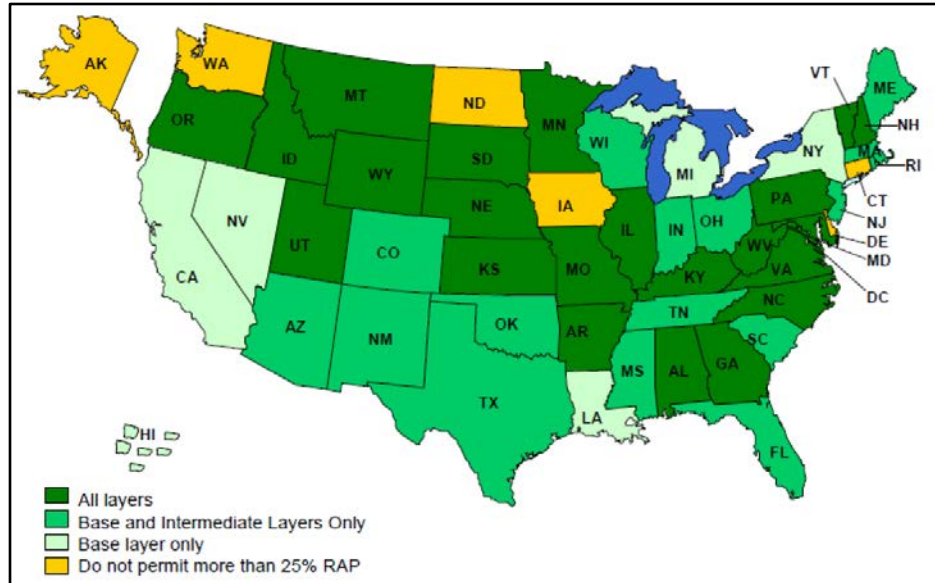 AK
WA
MT
ND
MN
VT
ME
OR
ID
WY
SD
WI
MI
NY
NH
MA
RI
CT
NJ
DE
MD
DC
NV
CA
UT
CO
NE
KS
IA
MO
IL
IN
OH
PA
WV
VA
KY
NC
TN
SC
AZ
NM
OK
TX
AR
LA
MS
AL
GA
FL
HI
All layers
Base and Intermediate Layers Only
Base layer only
Do not permit more than 25% RAP